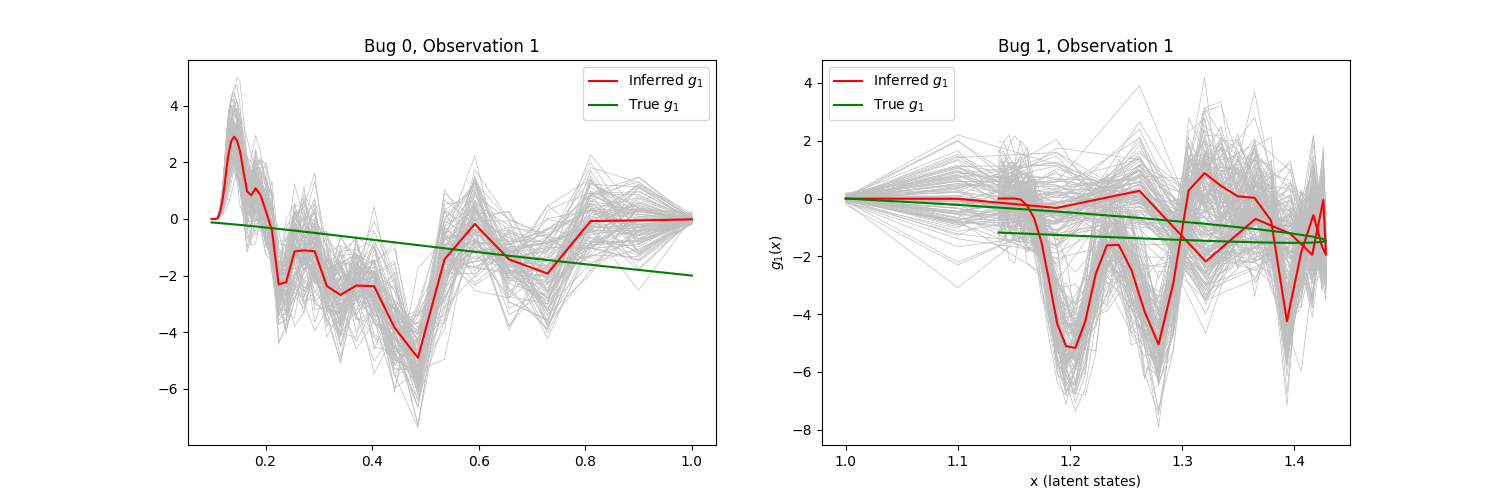 Bug 0, Observation 1
Inferred g₁
True g₁
4
2
0
−2
−4
−6
0.2 0.4 0.6 0.8 1.0
Bug 1, Observation 1
Inferred g₁
True g₁
g₁(x)
4
2
0
−2
−4
−6
−8
1.0 1.1 1.2 1.3 1.4
x (latent states)